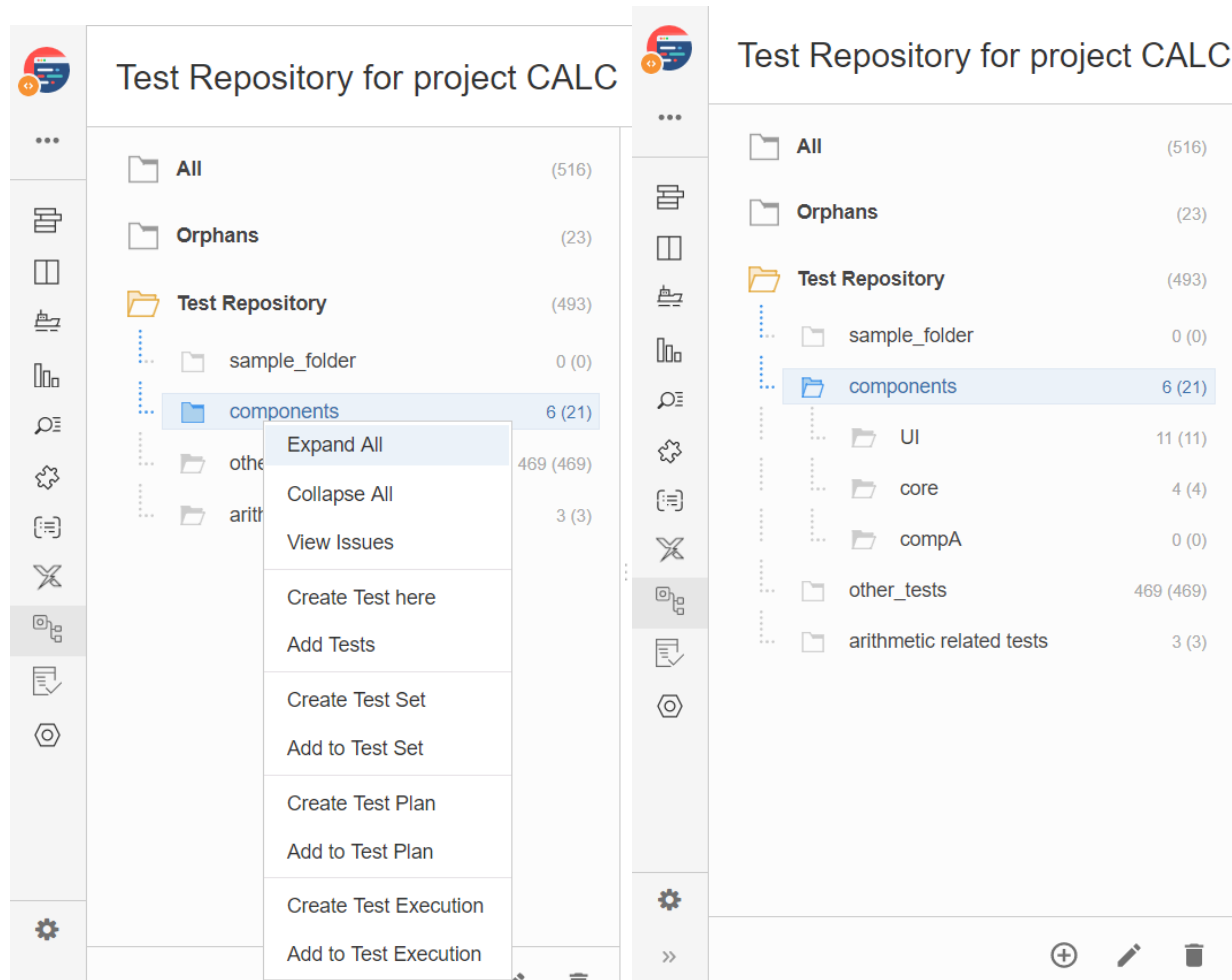 Test Repository for project CALC
All (516)
Orphans (23)
Test Repository (493)
sample_folder 0 (0)
components 6 (21)
othe 469 (469)
arith 3 (3)
Expand All
Collapse All
View Issues
Create Test here
Add Tests
Create Test Set
Add to Test Set
Create Test Plan
Add to Test Plan
Create Test Execution
Add to Test Execution
Test Repository for project CALC
All (516)
Orphans (23)
Test Repository (493)
sample_folder 0 (0)
components 6 (21)
UI 11 (11)
core 4 (4)
compA 0 (0)
other_tests 469 (469)
arithmetic related tests 3 (3)